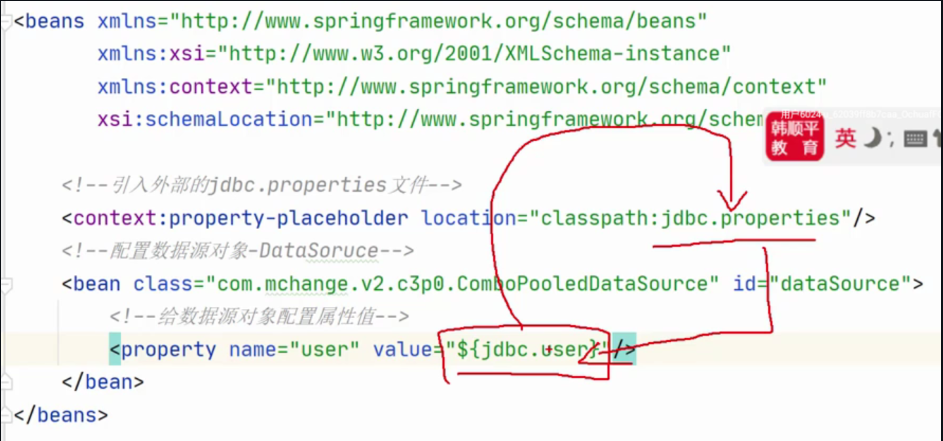 <beans xmlns="http://www.springframework.org/schema/beans"
xmlns:xsi="http://www.w3.org/2001/XMLSchema-instance"
xmlns:context="http://www.springframework.org/schema/context"
xsi:schemaLocation="http://www.springframework.org/schem
韩顺平
教 育
英
<!--引入外部的jdbc.properties文件-->
<context:property-placeholder location="classpath:jdbc.properties"/>
<!--配置数据源对象-DataSoruce-->
<bean class="com.mchange.v2.c3p0.ComboPooledDataSource" id="dataSource">
<!--给数据源对象配置属性值-->
<property name="user" value="${jdbc.user}"/>
</bean>
</beans>